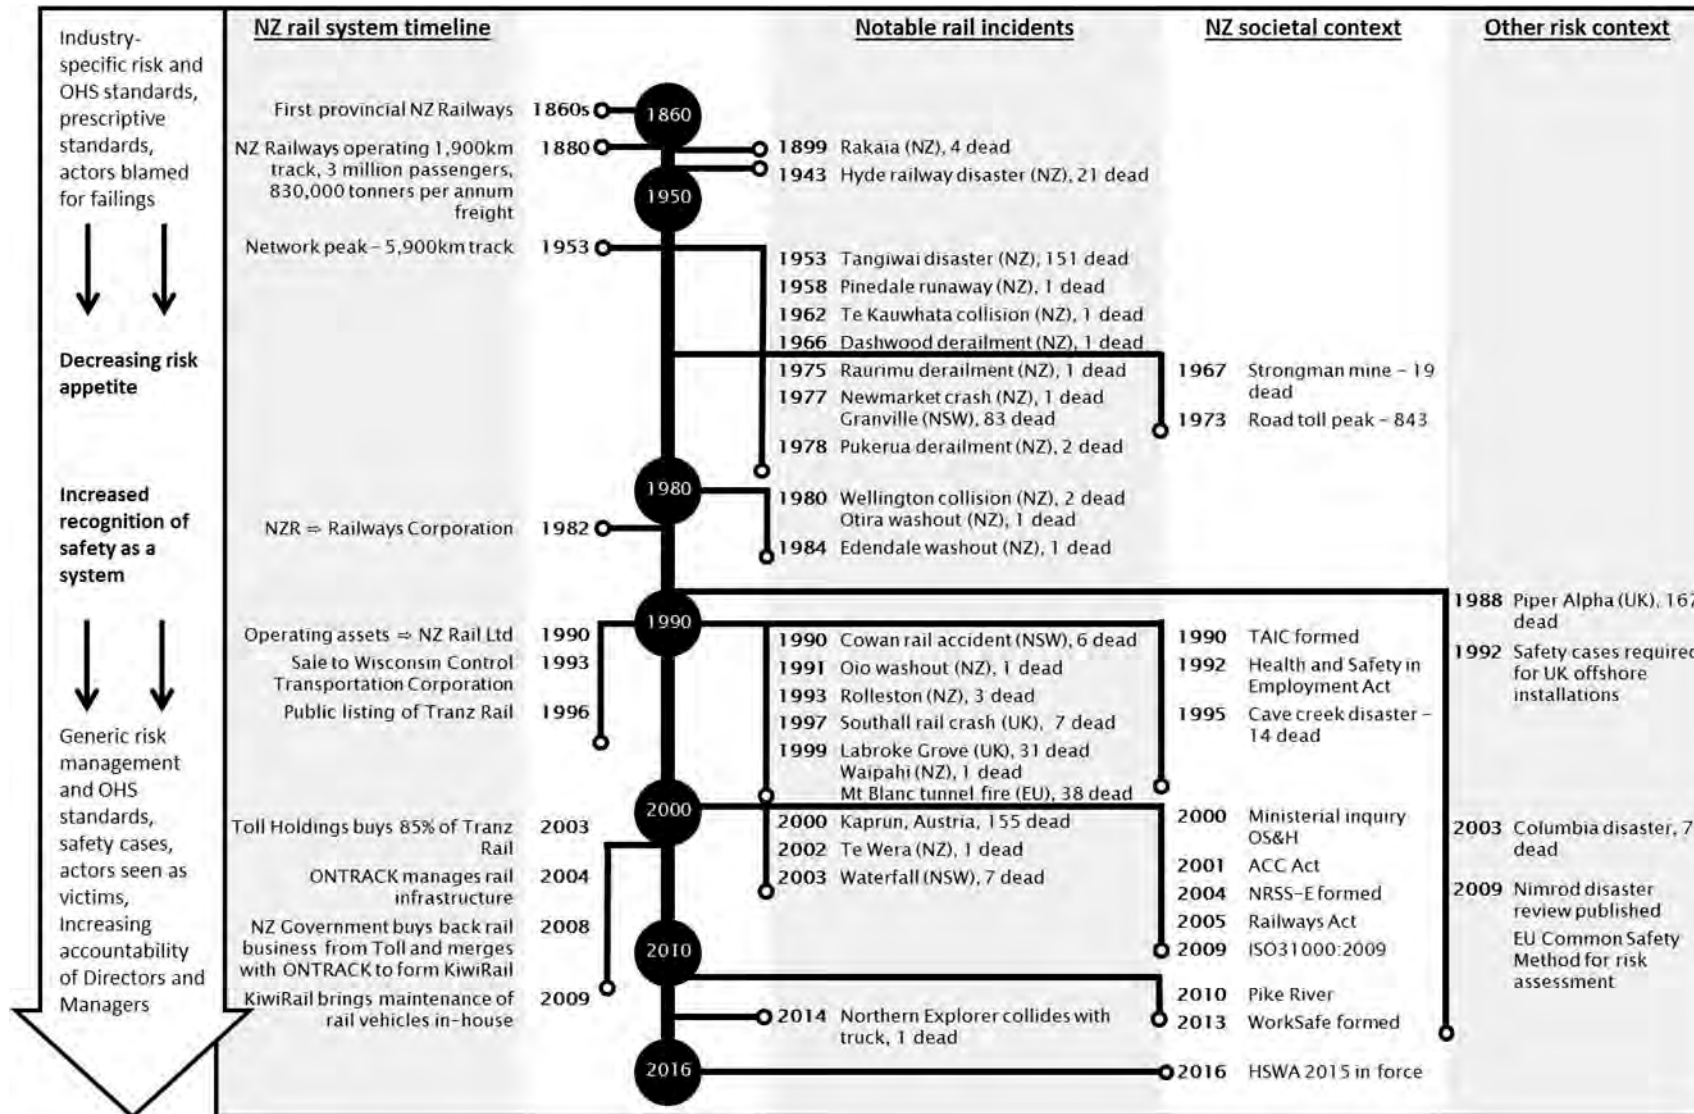 Industry-
specific risk and
OHS standards,
prescriptive
standards,
actors blamed
for failings
Decreasing risk
appetite
Increased
recognition of
safety as a
system
Generic risk
management
and OHS
standards,
safety cases,
actors seen as
victims,
Increasing
accountability
of Directors and
Managers
NZ rail system timeline
First provincial NZ Railways 1860s
NZ Railways operating 1,900km 1880
track, 3 million passengers,
830,000 tonners per annum
freight
Network peak – 5,900km track 1953
NZR ⇒ Railways Corporation 1982
Operating assets ⇒ NZ Rail Ltd 1990
Sale to Wisconsin Control 1993
Transportation Corporation
Public listing of Tranz Rail 1996
Toll Holdings buys 85% of Tranz 2003
Rail
ONTRACK manages rail 2004
infrastructure
NZ Government buys back rail 2008
business from Toll and merges
with ONTRACK to form KiwiRail
KiwiRail brings maintenance of 2009
rail vehicles in-house
1860
1950
1980
1990
2000
2010
2016
Notable rail incidents
1899 Rakaia (NZ), 4 dead
1943 Hyde railway disaster (NZ), 21 dead
1953 Tangiwai disaster (NZ), 151 dead
1958 Pinedale runaway (NZ), 1 dead
1962 Te Kauwhata collision (NZ), 1 dead
1966 Dashwood derailment (NZ), 1 dead
1975 Raurimu derailment (NZ), 1 dead
1977 Newmarket crash (NZ), 1 dead
Granville (NSW), 83 dead
1978 Pukerua derailment (NZ), 2 dead
1980 Wellington collision (NZ), 2 dead
Otira washout (NZ), 1 dead
1984 Edendale washout (NZ), 1 dead
1990 Cowan rail accident (NSW), 6 dead
1991 Oio washout (NZ), 1 dead
1993 Rolleston (NZ), 3 dead
1997 Southall rail crash (UK), 7 dead
1999 Labroke Grove (UK), 31 dead
Waipahi (NZ), 1 dead
Mt Blanc tunnel fire (EU), 38 dead
2000 Kaprun, Austria, 155 dead
2002 Te Wera (NZ), 1 dead
2003 Waterfall (NSW), 7 dead
2014 Northern Explorer collides with
truck, 1 dead
NZ societal context
1967 Strongman mine – 19
dead
1973 Road toll peak – 843
1990 TAIC formed
1992 Health and Safety in
Employment Act
1995 Cave creek disaster –
14 dead
2000 Ministerial inquiry
OS&H
2001 ACC Act
2004 NRSS-E formed
2005 Railways Act
2009 ISO31000:2009
2010 Pike River
2013 WorkSafe formed
2016 HSWA 2015 in force
Other risk context
1988 Piper Alpha (UK), 167
dead
1992 Safety cases required
for UK offshore
installations
2003 Columbia disaster, 7
dead
2009 Nimrod disaster
review published
EU Common Safety
Method for risk
assessment